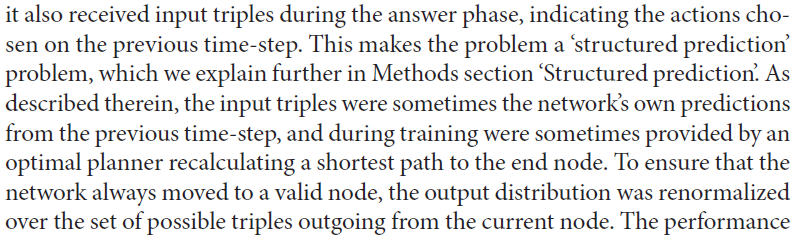 it also received input triples during the answer phase, indicating the actions cho-
sen on the previous time-step. This makes the problem a ‘structured prediction’
problem, which we explain further in Methods section ‘Structured prediction’. As
described therein, the input triples were sometimes the network’s own predictions
from the previous time-step, and during training were sometimes provided by an
optimal planner recalculating a shortest path to the end node. To ensure that the
network always moved to a valid node, the output distribution was renormalized
over the set of possible triples outgoing from the current node. The performance